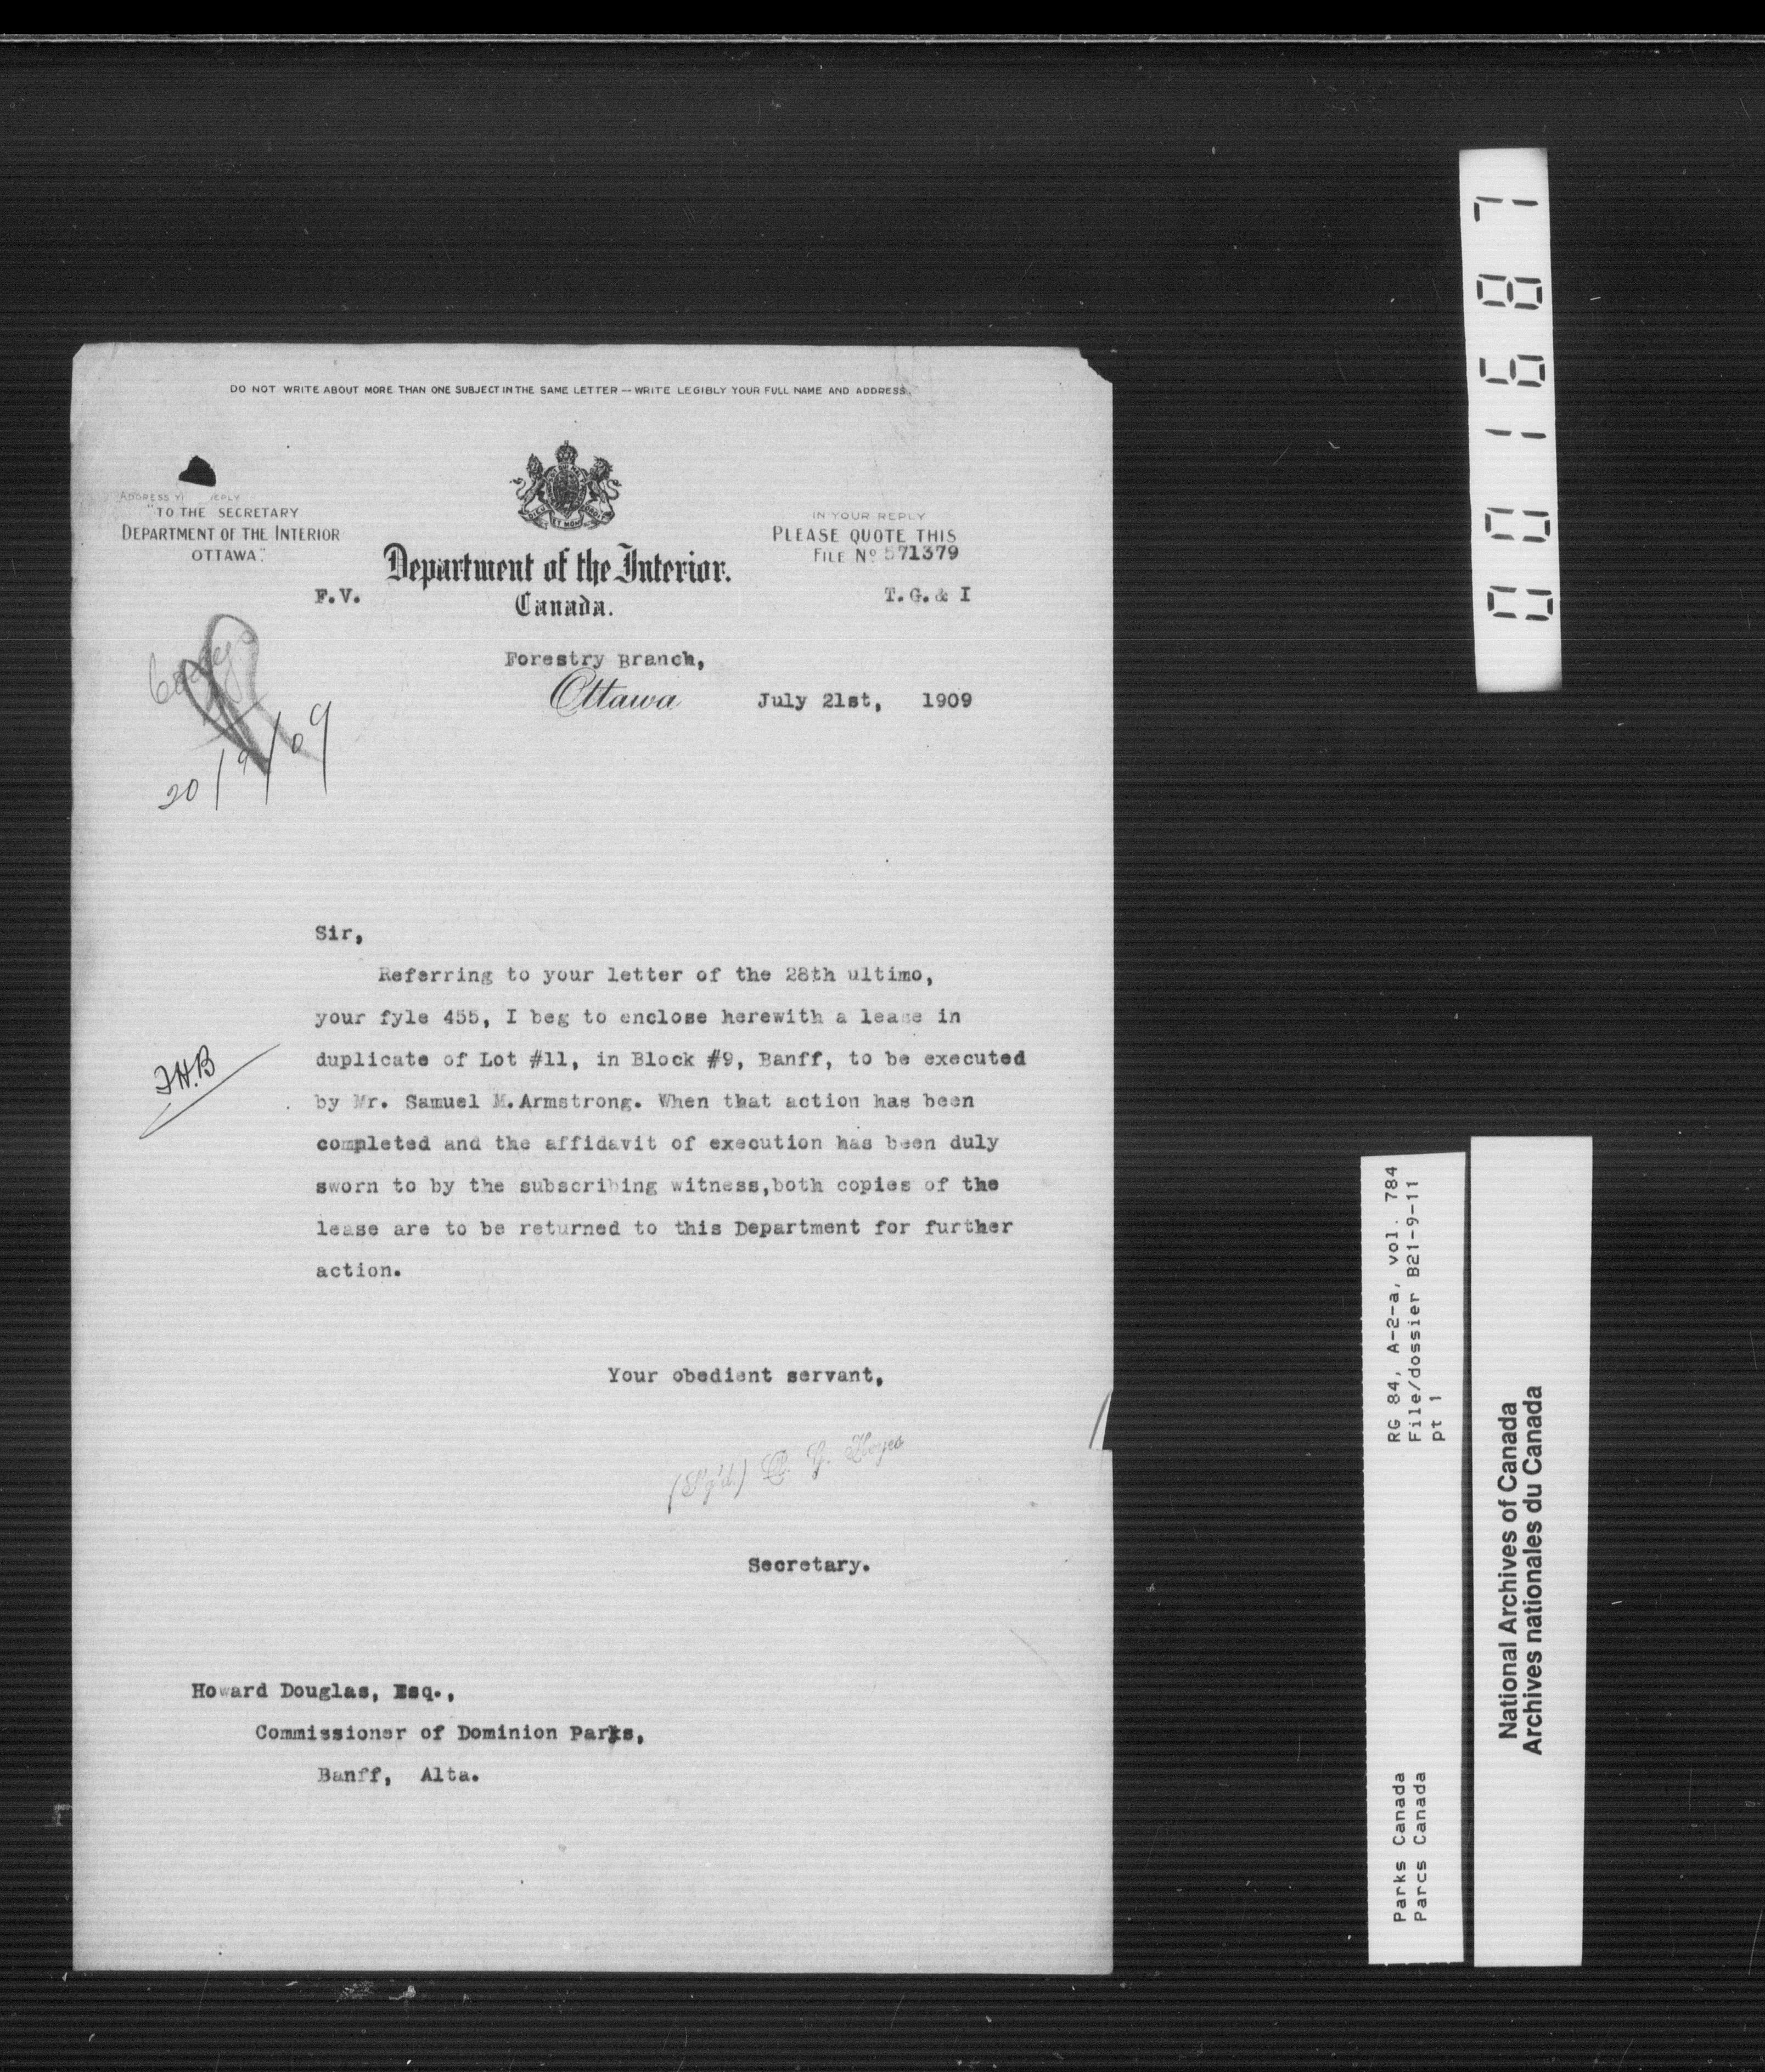 DO NOT WRITE ABOUT MORE THAN ONE SUBJECT IN THE SAME LETTER — WRITE LEGIBLY YOUR FULL NAME AND ADDRESS.
ADDRESS
"TO THE SECRETARY
DEPARTMENT OF THE INTERIOR
OTTAWA."
DIEU ET MON DROIT
IN YOUR REPLY
PLEASE QUOTE THIS
FILE No. 571379
Department of the Interior.
Canada.
F.V.
T.G.& I
Forestry Branch,
Ottawa July 21st, 1909
20/9/09
Sir,
Referring to your letter of the 28th ultimo,
your fyle 455, I beg to enclose herewith a lease in
duplicate of Lot #11, in Block #9, Banff, to be executed
by Mr. Samuel M.Armstrong. When that action has been
completed and the affidavit of execution has been duly
sworn to by the subscribing witness,both copies of the
lease are to be returned to this Department for further
action.
J.H.B
Your obedient servant,
(Sg'd) Keyes
Secretary.
Howard Douglas, Esq.,
Commissioner of Dominion Parks,
Banff, Alta.
001687
Parks Canada RG 84, A-2-a, vol. 784
Parcs Canada File/dossier B21-9-11
pt 1
National Archives of Canada
Archives nationales du Canada